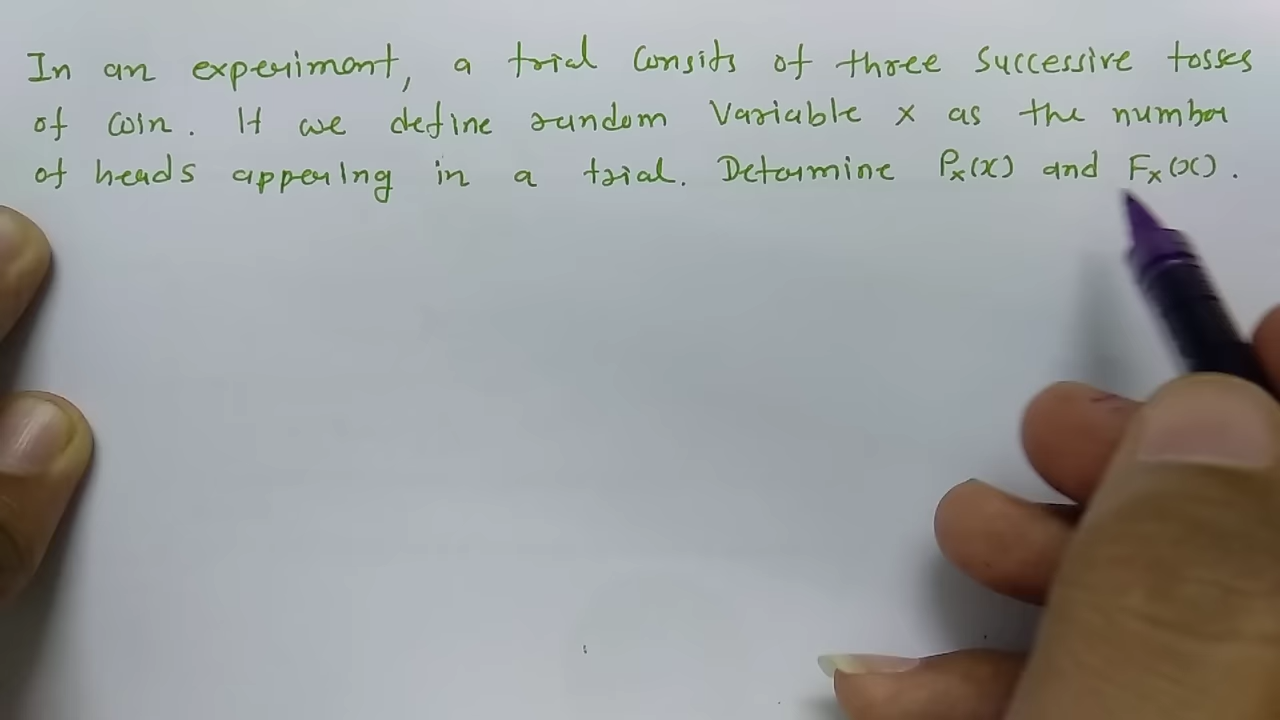 In an experiment, a trial consits of three successive tosses
of coin. If we define random variable X as the number
of heads appering in a trial. Determine Px(x) and Fx(x).